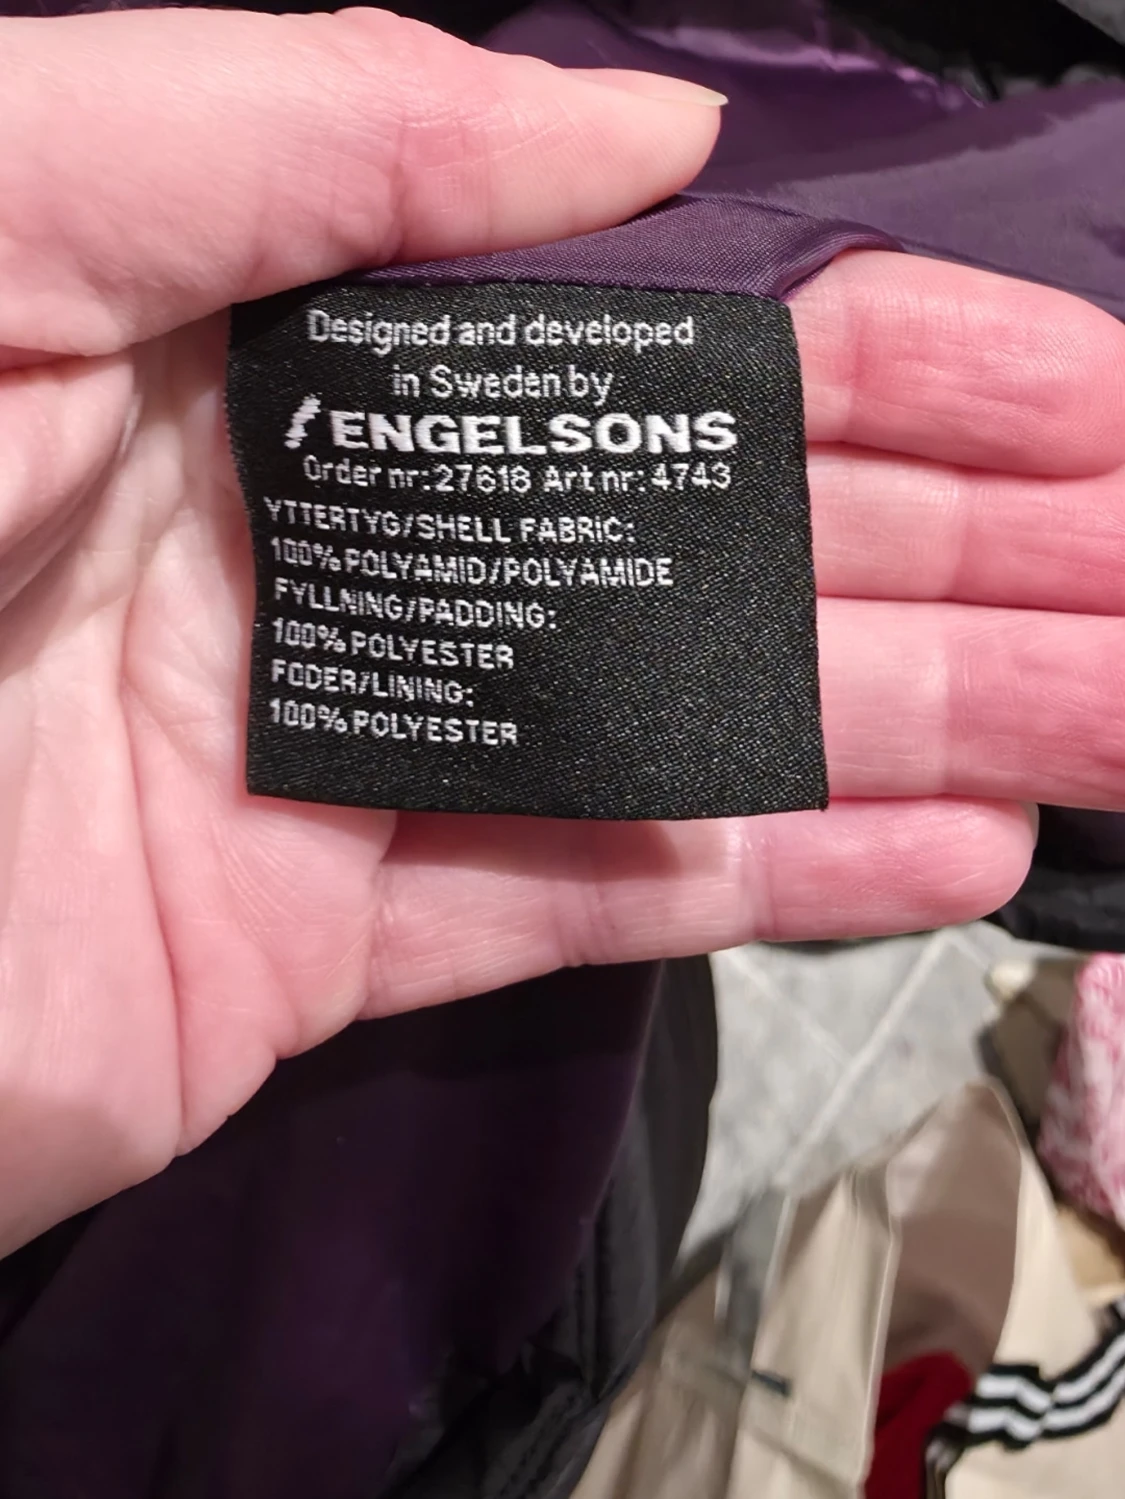 Designed and developed
in Sweden by
ENGELSONS
Order nr:27618 Art nr:4743
YTTERTYG/SHELL FABRIC:
100% POLYAMID/POLYAMIDE
FYLLNING/PADDING:
100% POLYESTER
FODER/LINING:
100% POLYESTER